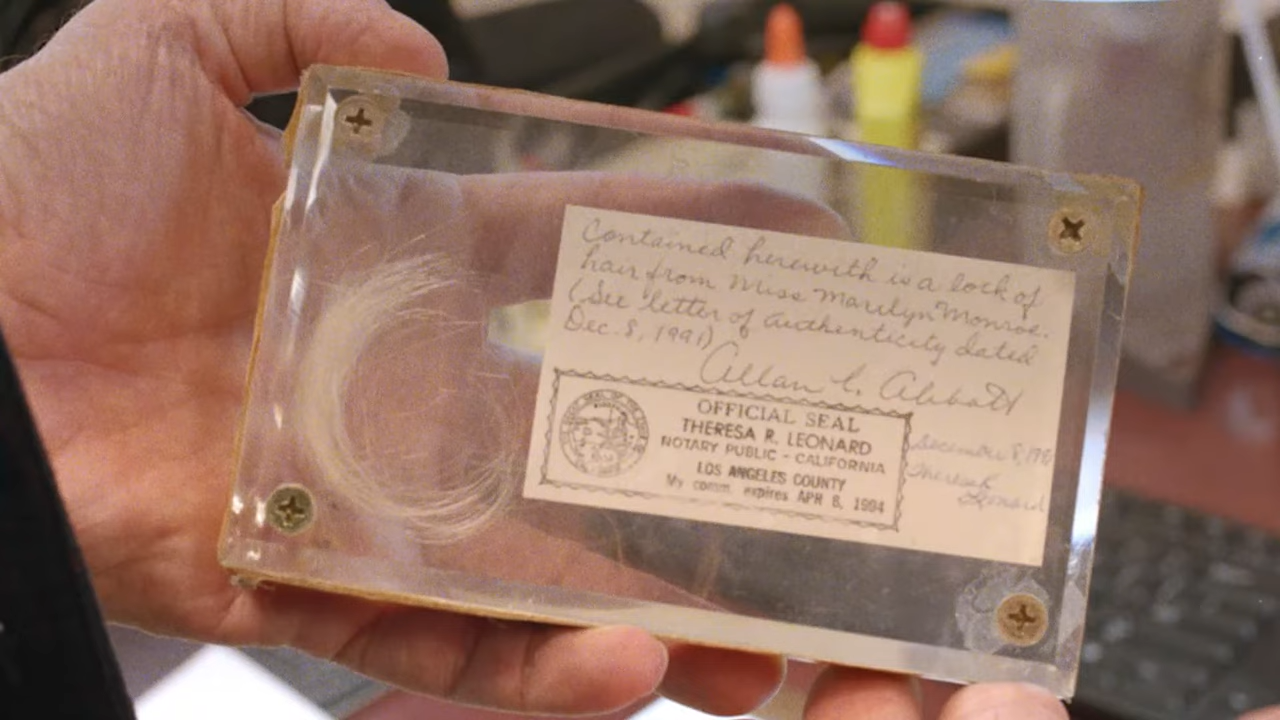 Contained herewith is a lock of
hair from Miss Marilyn Monroe.
(See letter of authenticity dated
Dec. 8, 1991)
Allan L. Abbott
OFFICIAL SEAL
THERESA R. LEONARD
NOTARY PUBLIC - CALIFORNIA
LOS ANGELES COUNTY
My comm. expires APR 8, 1994
December 8, 
Theresa
Leonard